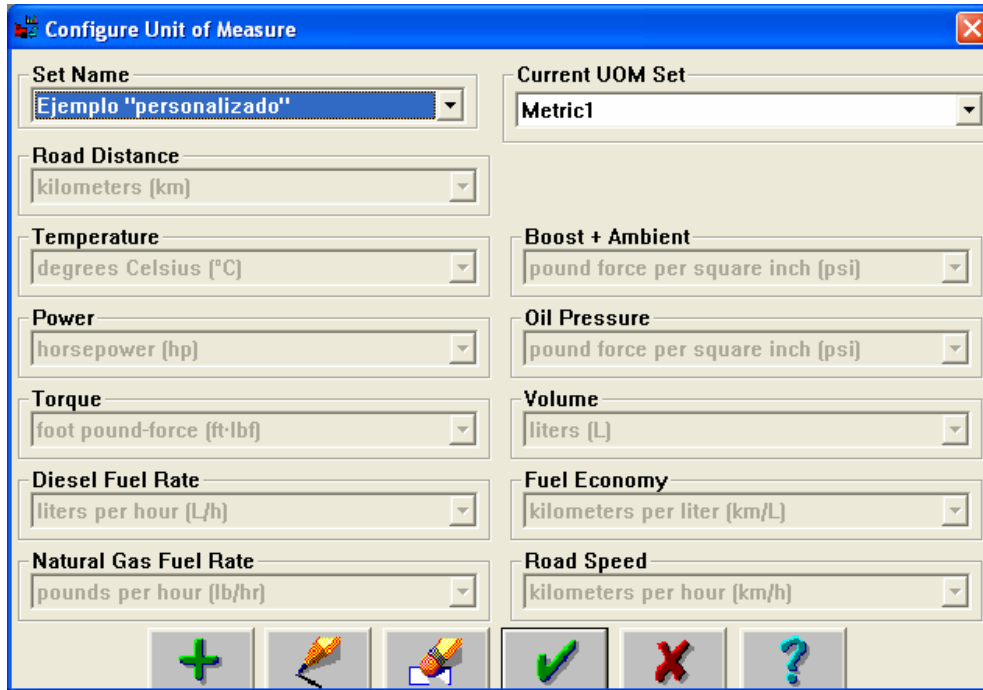 Configure Unit of Measure
Set Name
Ejemplo "personalizado"
Current UOM Set
Metric1
Road Distance
kilometers (km)
Temperature
degrees Celsius (°C)
Boost + Ambient
pound force per square inch (psi)
Power
horsepower (hp)
Oil Pressure
pound force per square inch (psi)
Torque
foot pound-force (ft·lbf)
Volume
liters (L)
Diesel Fuel Rate
liters per hour (L/h)
Fuel Economy
kilometers per liter (km/L)
Natural Gas Fuel Rate
pounds per hour (lb/hr)
Road Speed
kilometers per hour (km/h)